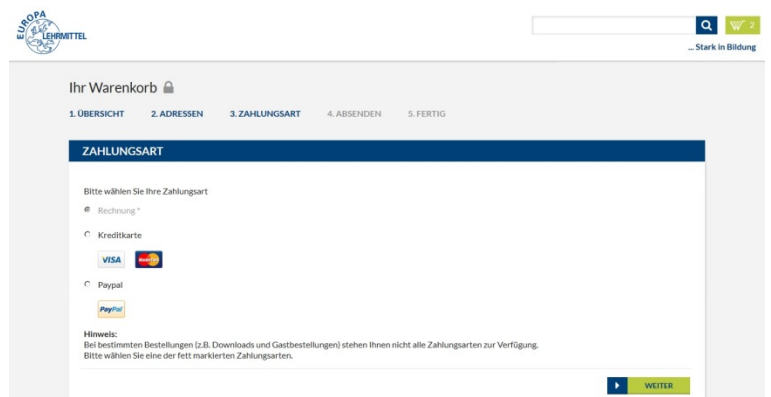 EUROPA
LEHRMITTEL
2
... Stark in Bildung
Ihr Warenkorb
1. ÜBERSICHT 2. ADRESSEN 3. ZAHLUNGSART 4. ABSENDEN 5. FERTIG
ZAHLUNGSART
Bitte wählen Sie Ihre Zahlungsart
Rechnung *
Kreditkarte
VISA MasterCard
Paypal
PayPal
Hinweis:
Bei bestimmten Bestellungen (z.B. Downloads und Gastbestellungen) stehen Ihnen nicht alle Zahlungsarten zur Verfügung.
Bitte wählen Sie eine der fett markierten Zahlungsarten.
WEITER